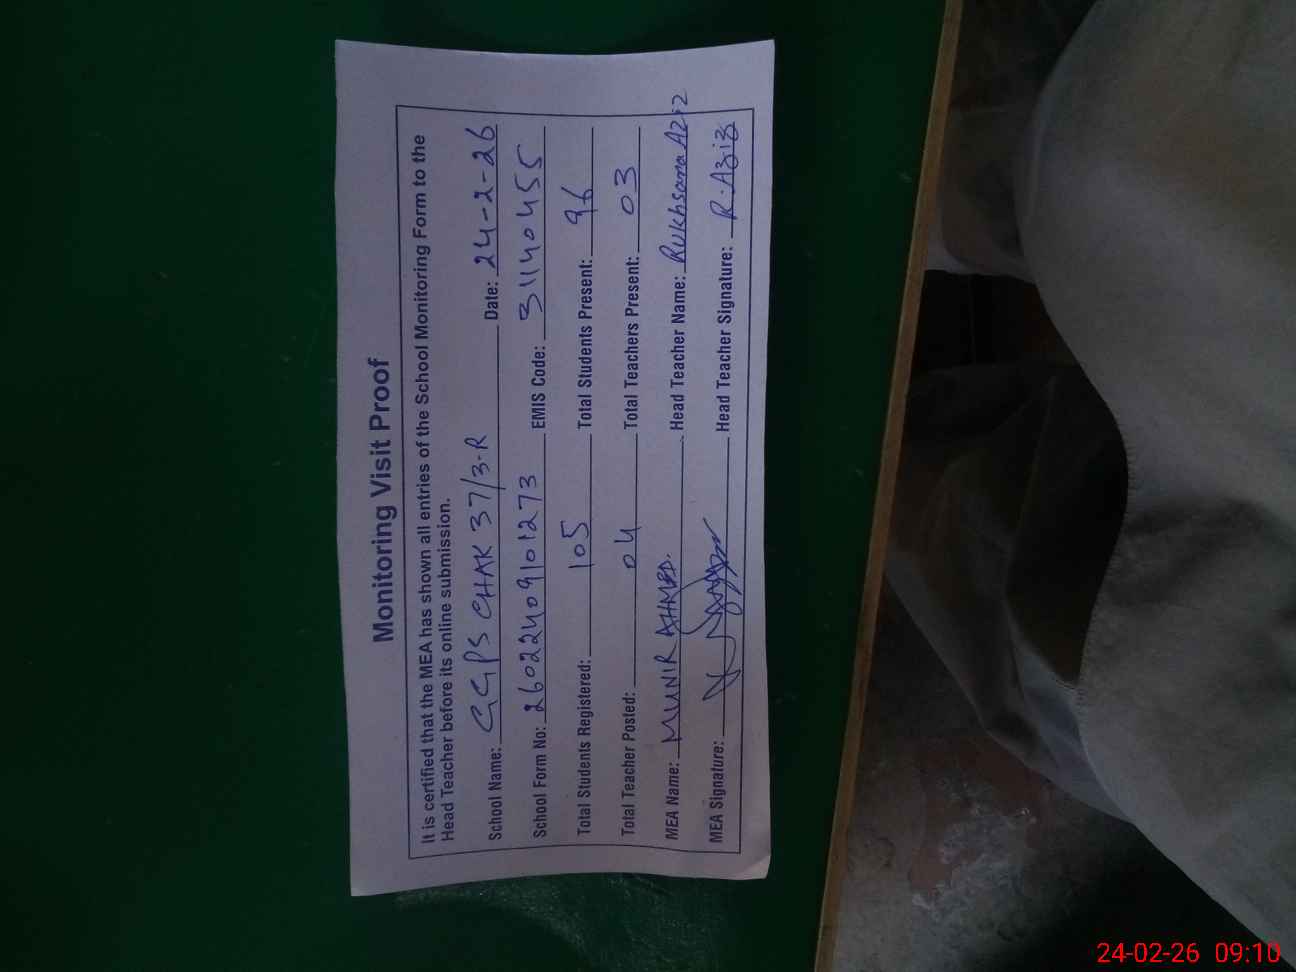 Monitoring Visit Proof
It is certified that the MEA has shown all entries of the School Monitoring Form to the
Head Teacher before its online submission.
School Name: GGPS CHAK 37/3-R Date: 24-2-26
School Form No: 26022409101273 EMIS Code: 31140455
Total Students Registered: 105 Total Students Present: 96
Total Teacher Posted: 04 Total Teachers Present: 03
MEA Name: MUNIR AHMED. Head Teacher Name: Rukhsana Aziz
MEA Signature: Head Teacher Signature: R.Aziz
24-02-26 09:10